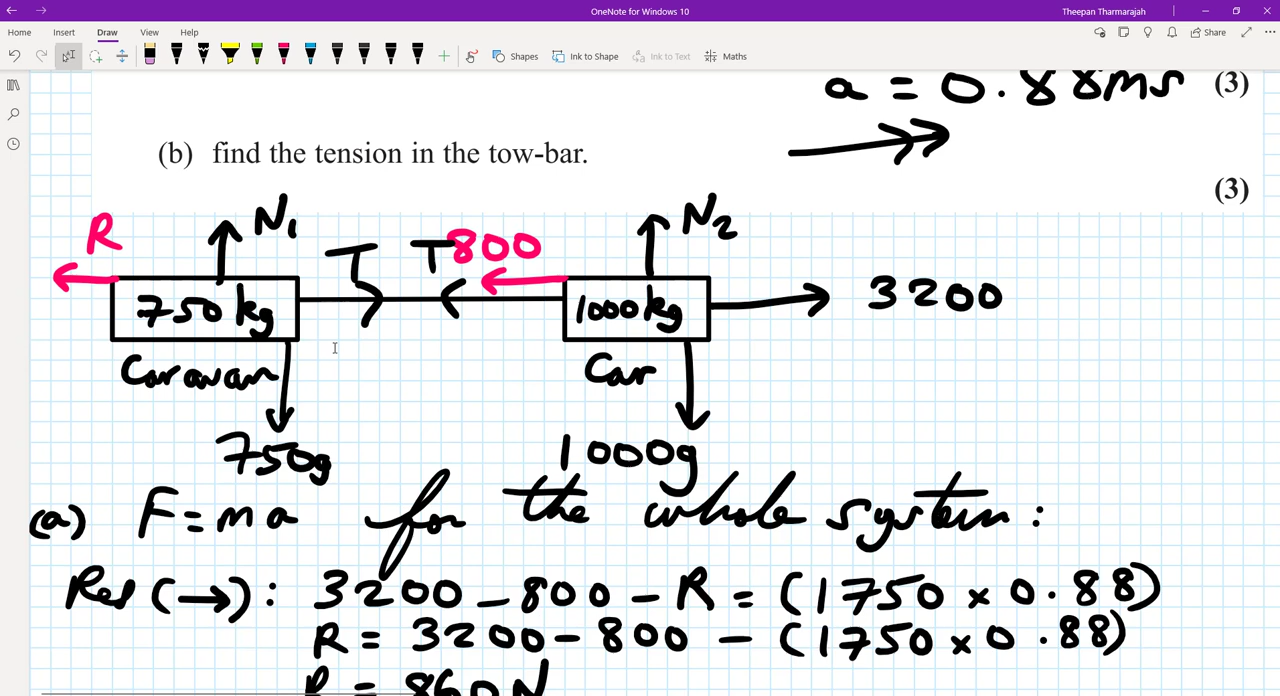 OneNote for Windows 10
Theepan Tharmarajah
Home Insert Draw View Help
Share
Shapes Ink to Shape Ink to Text Maths
a = 0.88ms (3)
(b) find the tension in the tow-bar.
(3)
R N1 T T 800 N2
750 kg 1000 kg 3200
Caravan Car
750g 1000g
(a) F = ma for the whole system:
Res (→): 3200 – 800 – R = (1750 × 0.88)
R = 3200 – 800 – (1750 × 0.88)
R = 860 N